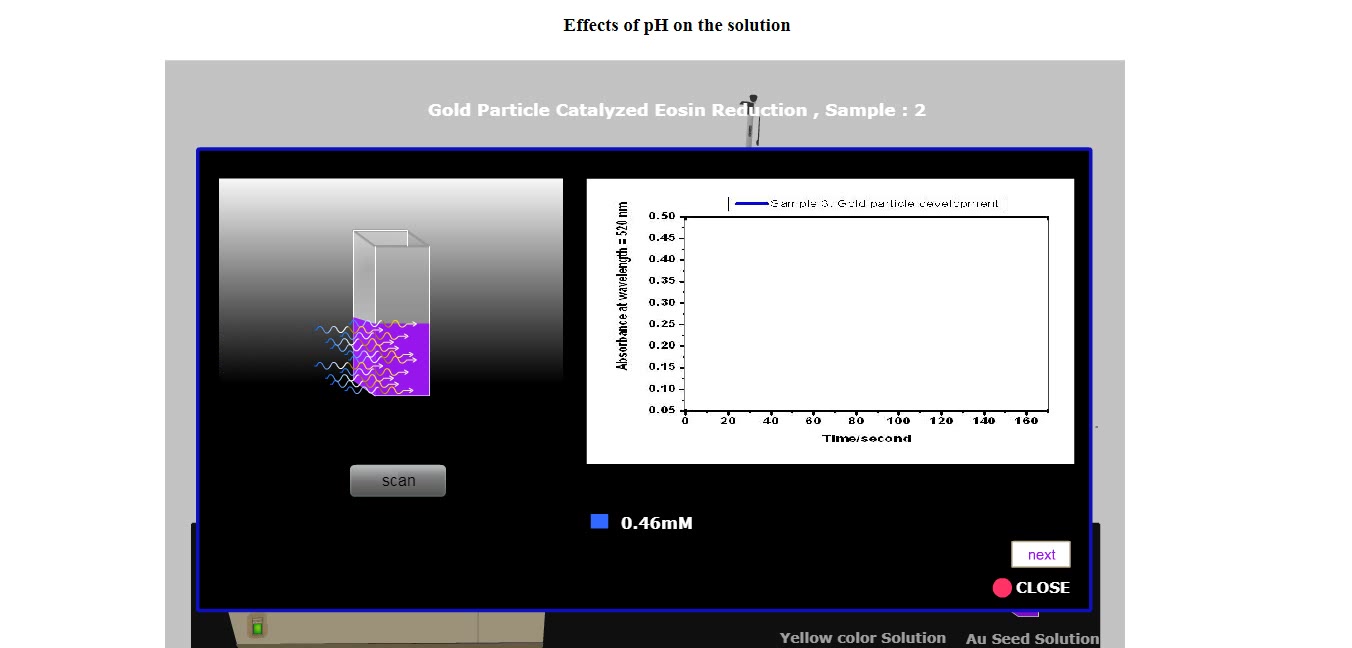 Effects of pH on the solution
Gold Particle Catalyzed Eosin Reduction , Sample : 2
Sample 3. Gold particle development
Absorbance at wavelength = 520 nm
0.50
0.45
0.40
0.35
0.30
0.25
0.20
0.15
0.10
0.05
0 20 40 60 80 100 120 140 160
Time/second
scan
0.46mM
next
CLOSE
Yellow color Solution
Au Seed Solution